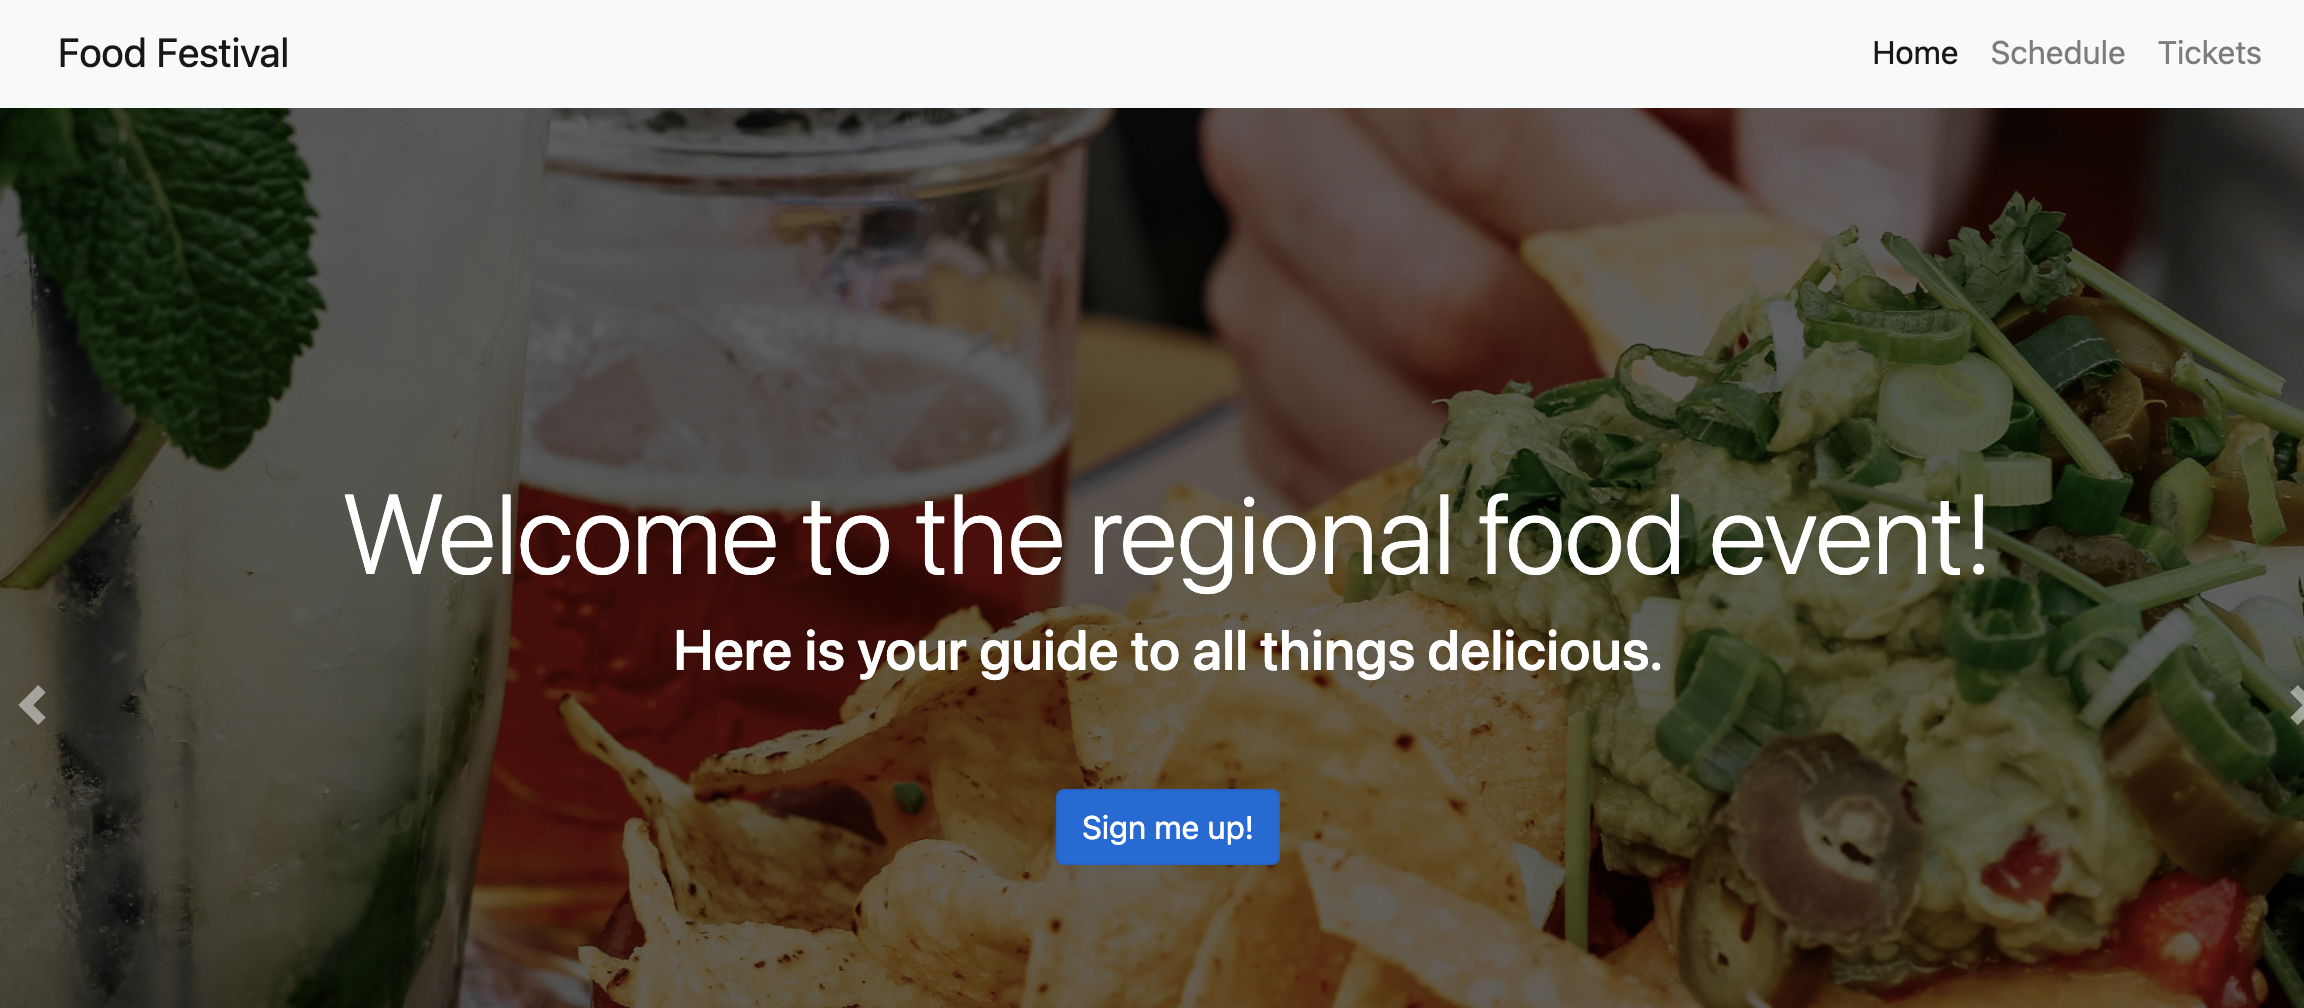 Food Festival
Home Schedule Tickets
Welcome to the regional food event!
Here is your guide to all things delicious.
Sign me up!